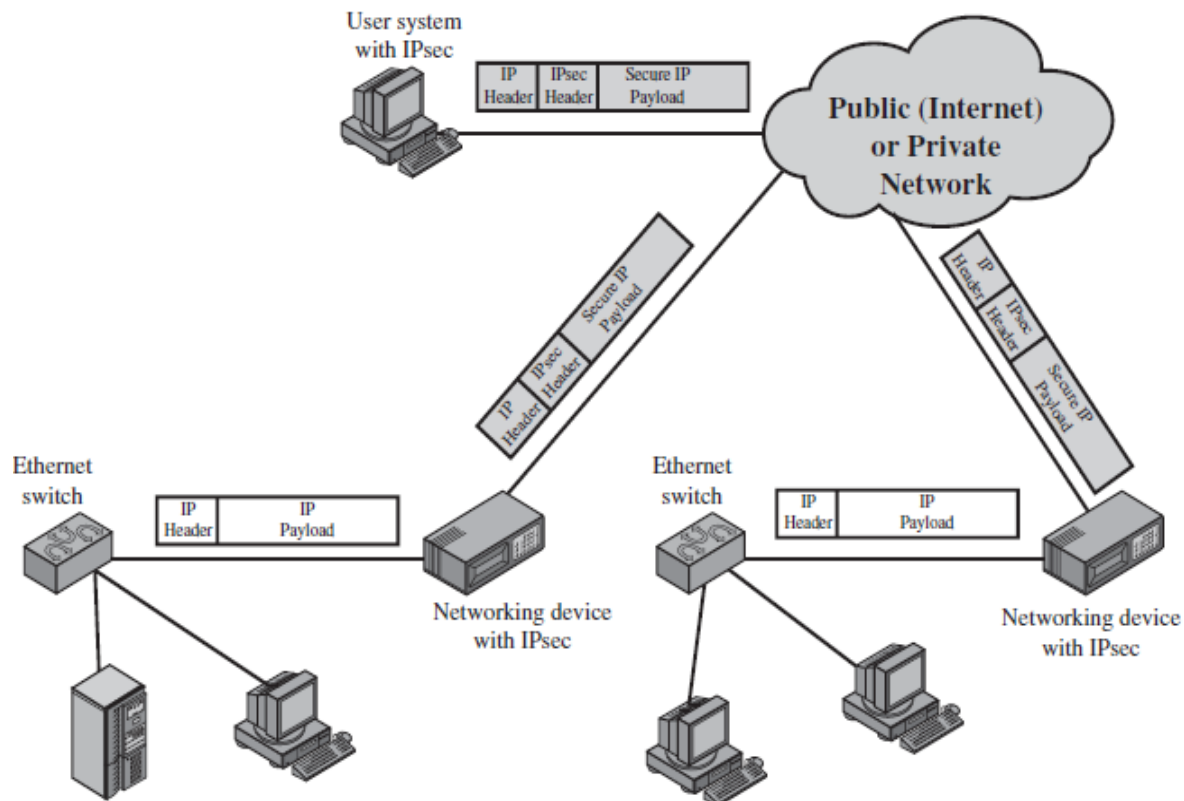 User system
with IPsec
IP
Header
IPsec
Header
Secure IP
Payload
Public (Internet)
or Private
Network
IP
Header
IPsec
Header
Secure IP
Payload
IP
Header
IPsec
Header
Secure IP
Payload
Ethernet
switch
IP
Header
IP
Payload
Networking device
with IPsec
Ethernet
switch
IP
Header
IP
Payload
Networking device
with IPsec